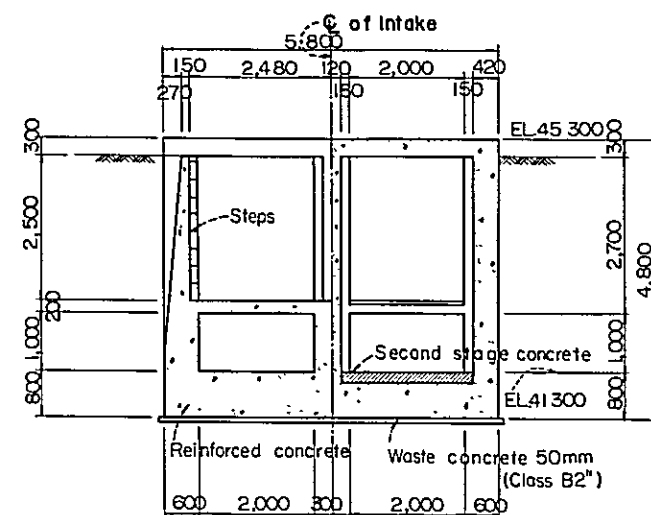 ℄ of Intake
5,800
150 2,480 120 2,000 420
270 150 150
EL.45 300
300
300
Steps
2,500
2,700
4,800
200
1,000
1,000
Second stage concrete
800
800
EL.41 300
Reinforced concrete
Waste concrete 50mm
(Class B2")
600 2,000 300 2,000 600